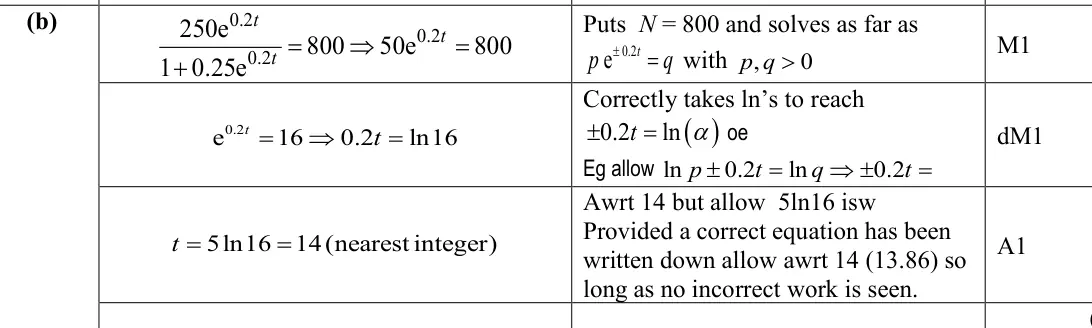 (b)
250e^{0.2t} / (1 + 0.25e^{0.2t}) = 800 ⇒ 50e^{0.2t} = 800
Puts N = 800 and solves as far as
p e^{±0.2t} = q with p, q > 0
M1
e^{0.2t} = 16 ⇒ 0.2t = ln16
Correctly takes ln's to reach
±0.2t = ln(α) oe
Eg allow ln p ± 0.2t = ln q ⇒ ±0.2t =
dM1
t = 5 ln16 = 14 (nearest integer)
Awrt 14 but allow 5ln16 isw
Provided a correct equation has been
written down allow awrt 14 (13.86) so
long as no incorrect work is seen.
A1